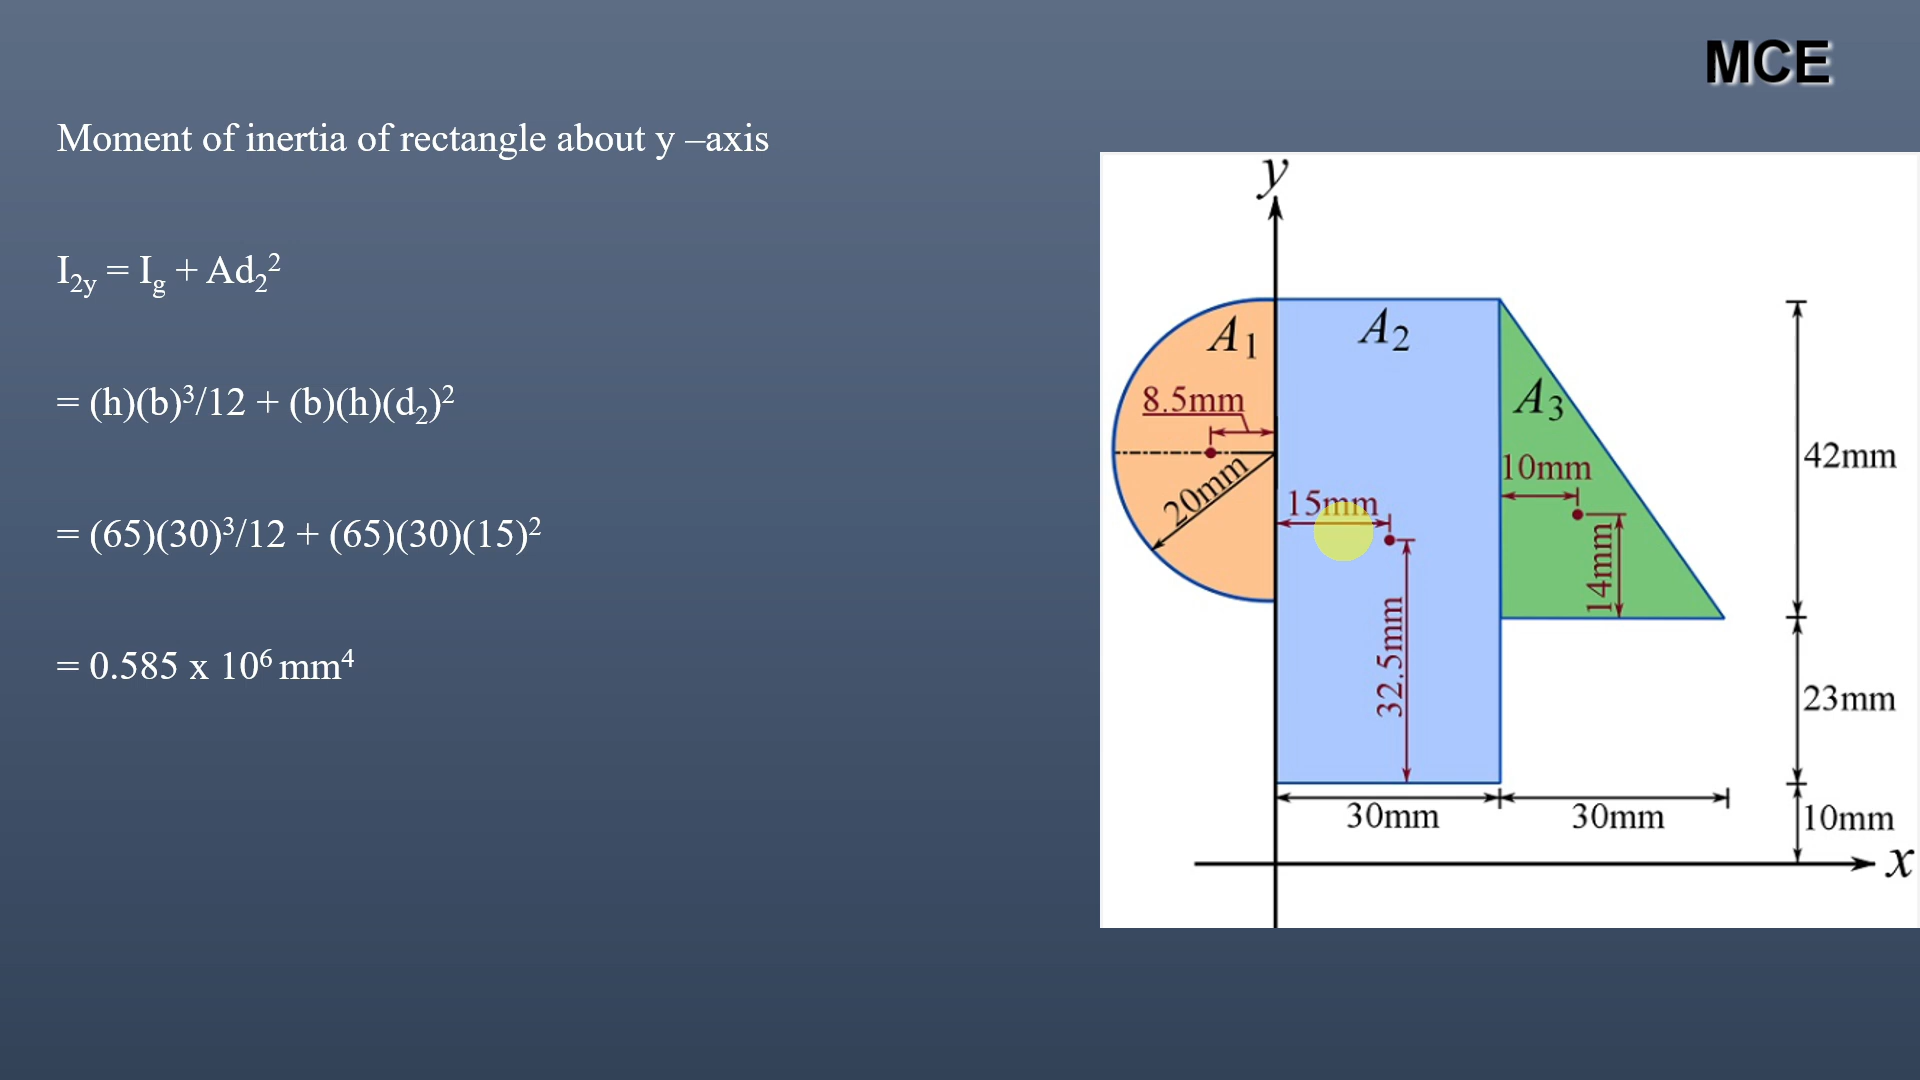 MCE
Moment of inertia of rectangle about y –axis
I₂y = Ig + Ad₂²
= (h)(b)³/12 + (b)(h)(d₂)²
= (65)(30)³/12 + (65)(30)(15)²
= 0.585 x 10⁶ mm⁴
y
A₁
A₂
A₃
8.5mm
20mm
15mm
32.5mm
10mm
14mm
42mm
23mm
30mm
30mm
10mm
x